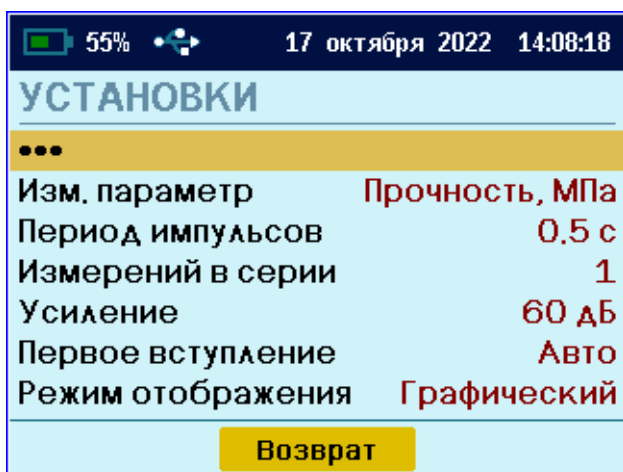 55% 17 октября 2022 14:08:18
УСТАНОВКИ
•••
Изм. параметр Прочность, МПа
Период импульсов 0.5 с
Измерений в серии 1
Усиление 60 дБ
Первое вступление Авто
Режим отображения Графический
Возврат